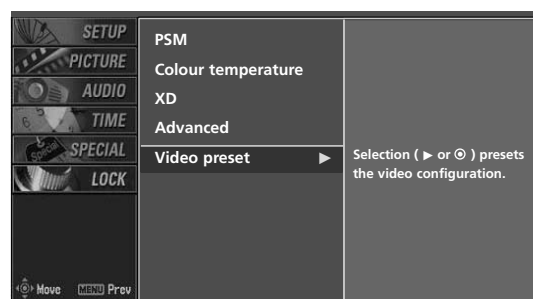 SETUP
PICTURE
AUDIO
TIME
SPECIAL
LOCK
Move MENU Prev
PSM
Colour temperature
XD
Advanced
Video preset ▶
Selection ( ▶ or ⦿ ) presets
the video configuration.